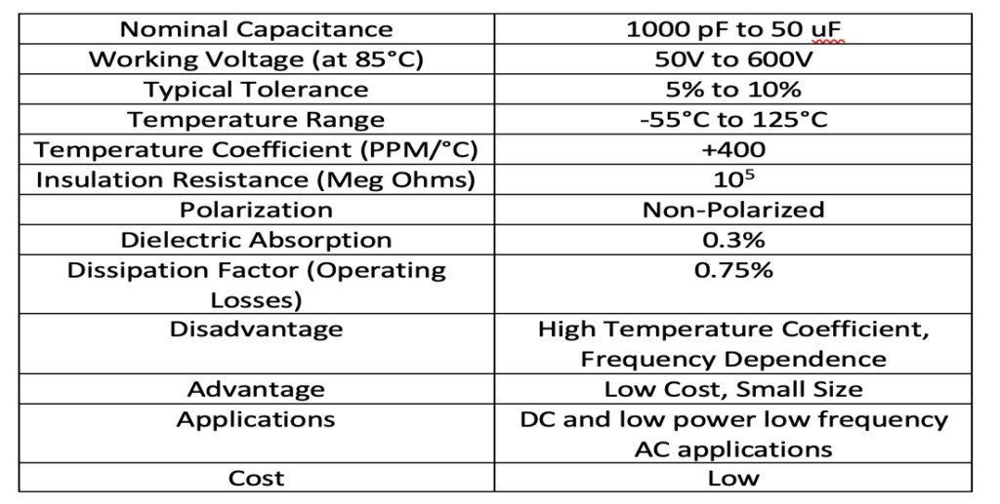 Nominal Capacitance 1000 pF to 50 uF
Working Voltage (at 85°C) 50V to 600V
Typical Tolerance 5% to 10%
Temperature Range -55°C to 125°C
Temperature Coefficient (PPM/°C) +400
Insulation Resistance (Meg Ohms) 10⁵
Polarization Non-Polarized
Dielectric Absorption 0.3%
Dissipation Factor (Operating 0.75%
Losses)
Disadvantage High Temperature Coefficient,
Frequency Dependence
Advantage Low Cost, Small Size
Applications DC and low power low frequency
AC applications
Cost Low